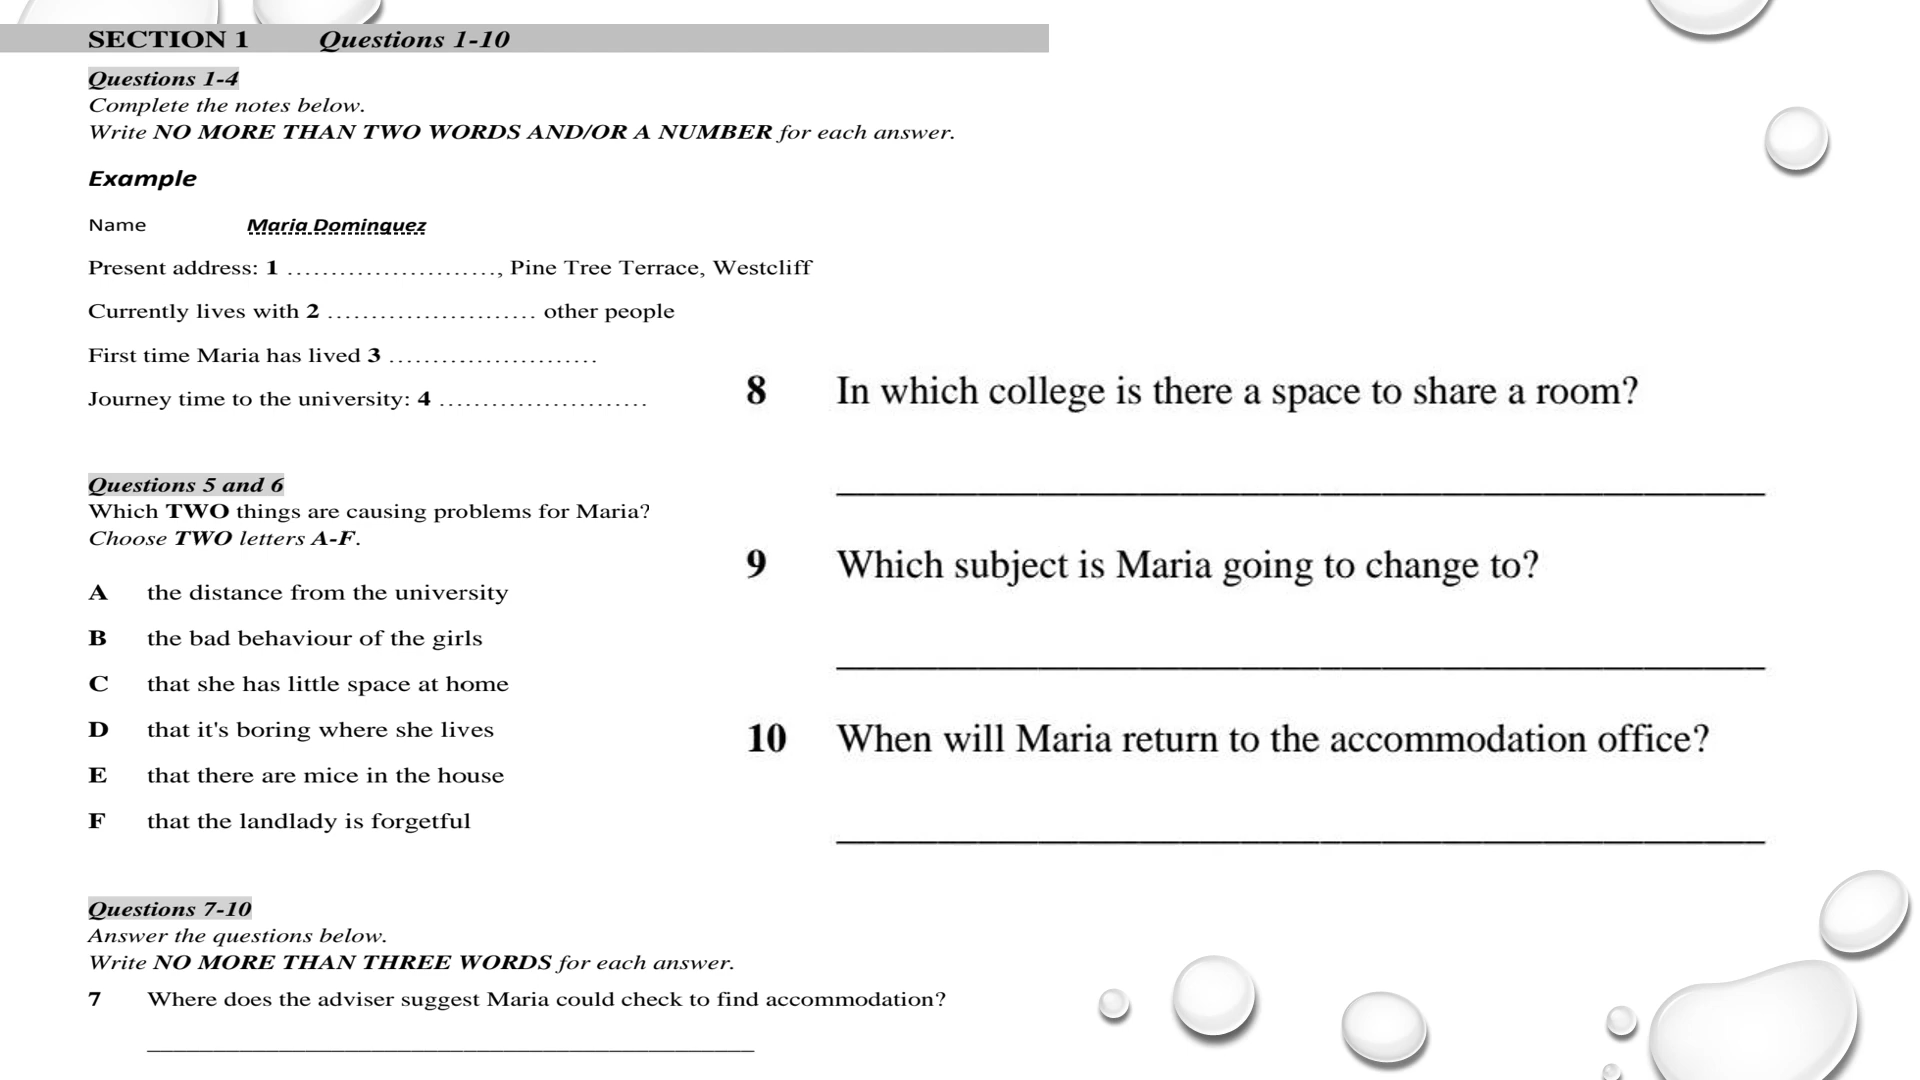 SECTION 1 Questions 1-10
Questions 1-4
Complete the notes below.
Write NO MORE THAN TWO WORDS AND/OR A NUMBER for each answer.
Example
Name Maria Dominquez
Present address: 1 ........................, Pine Tree Terrace, Westcliff
Currently lives with 2 ........................ other people
First time Maria has lived 3 ........................
Journey time to the university: 4 ........................
Questions 5 and 6
Which TWO things are causing problems for Maria?
Choose TWO letters A-F.
A the distance from the university
B the bad behaviour of the girls
C that she has little space at home
D that it's boring where she lives
E that there are mice in the house
F that the landlady is forgetful
Questions 7-10
Answer the questions below.
Write NO MORE THAN THREE WORDS for each answer.
7 Where does the adviser suggest Maria could check to find accommodation?
8 In which college is there a space to share a room?
9 Which subject is Maria going to change to?
10 When will Maria return to the accommodation office?